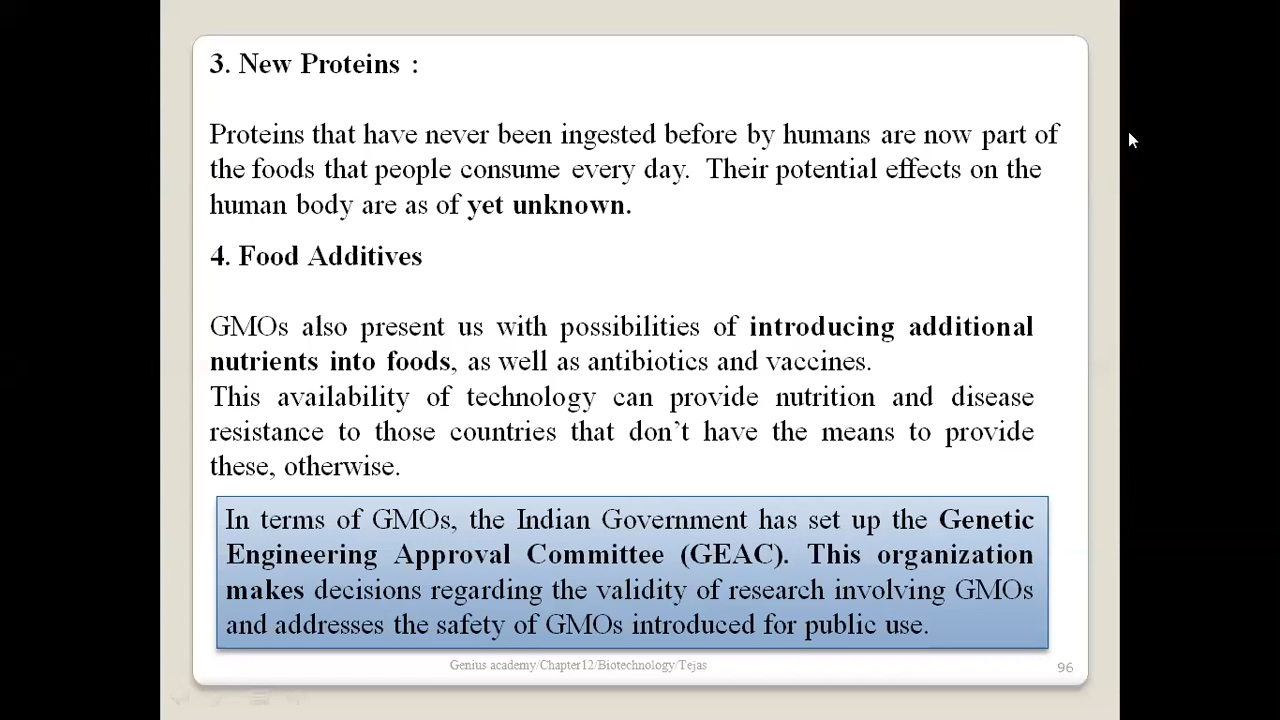 3. New Proteins :
Proteins that have never been ingested before by humans are now part of
the foods that people consume every day. Their potential effects on the
human body are as of yet unknown.
4. Food Additives
GMOs also present us with possibilities of introducing additional
nutrients into foods, as well as antibiotics and vaccines.
This availability of technology can provide nutrition and disease
resistance to those countries that don’t have the means to provide
these, otherwise.
In terms of GMOs, the Indian Government has set up the Genetic
Engineering Approval Committee (GEAC). This organization
makes decisions regarding the validity of research involving GMOs
and addresses the safety of GMOs introduced for public use.
Genius academy/Chapter12/Biotechnology/Tejas
96